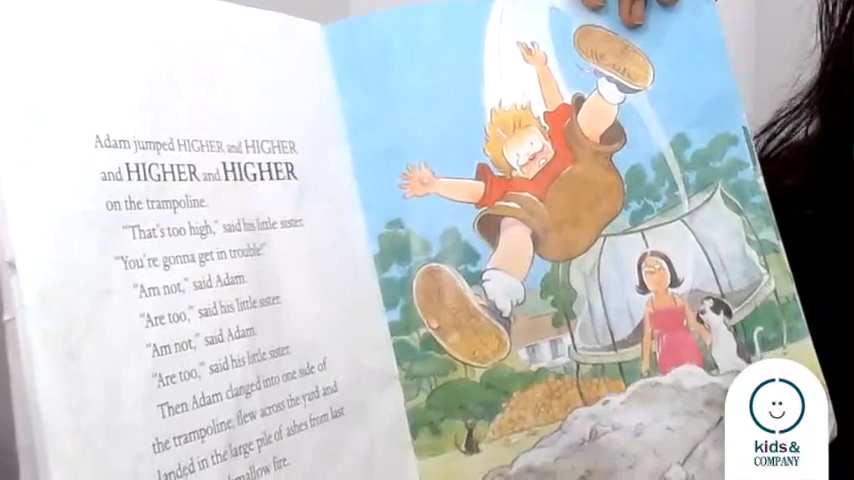 Adam jumped HIGHER and HIGHER
and HIGHER and HIGHER
on the trampoline.
"That's too high," said his little sister.
"You're gonna get in trouble!"
"Am not," said Adam.
"Are too," said his little sister.
"Am not," said Adam.
"Are too," said his little sister.
Then Adam clanged into one side of
the trampoline, flew across the yard and
landed in the large pile of ashes from last
fire.
kids&
COMPANY